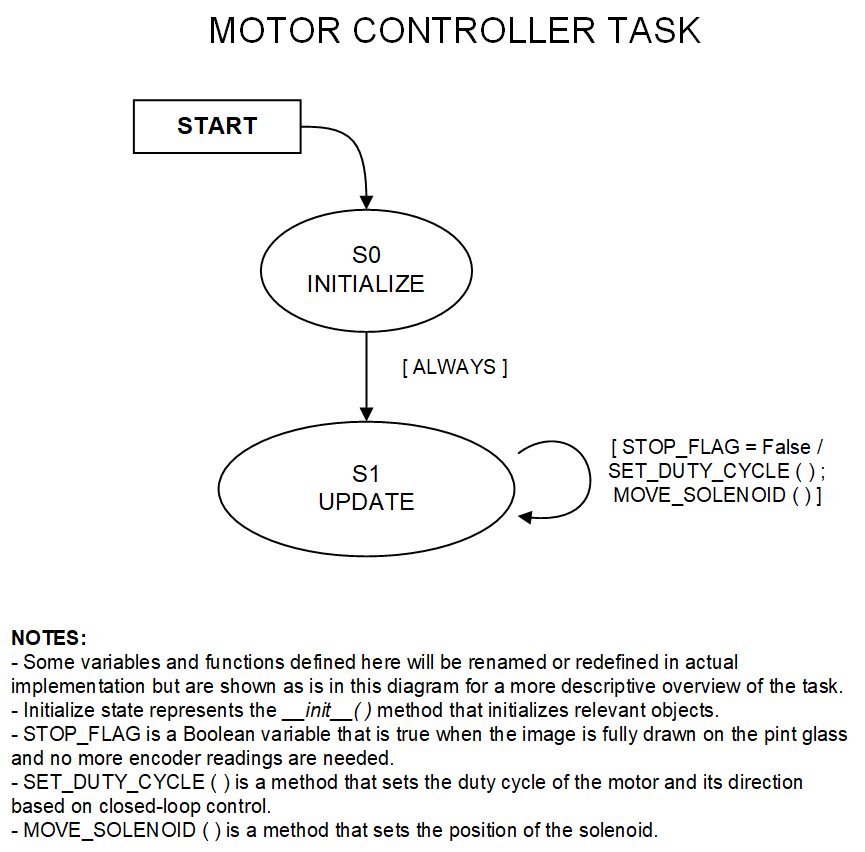 MOTOR CONTROLLER TASK
START
S0
INITIALIZE
[ ALWAYS ]
S1
UPDATE
[ STOP_FLAG = False /
SET_DUTY_CYCLE ( ) ;
MOVE_SOLENOID ( ) ]
NOTES:
- Some variables and functions defined here will be renamed or redefined in actual
implementation but are shown as is in this diagram for a more descriptive overview of the task.
- Initialize state represents the __init__( ) method that initializes relevant objects.
- STOP_FLAG is a Boolean variable that is true when the image is fully drawn on the pint glass
and no more encoder readings are needed.
- SET_DUTY_CYCLE ( ) is a method that sets the duty cycle of the motor and its direction
based on closed-loop control.
- MOVE_SOLENOID ( ) is a method that sets the position of the solenoid.